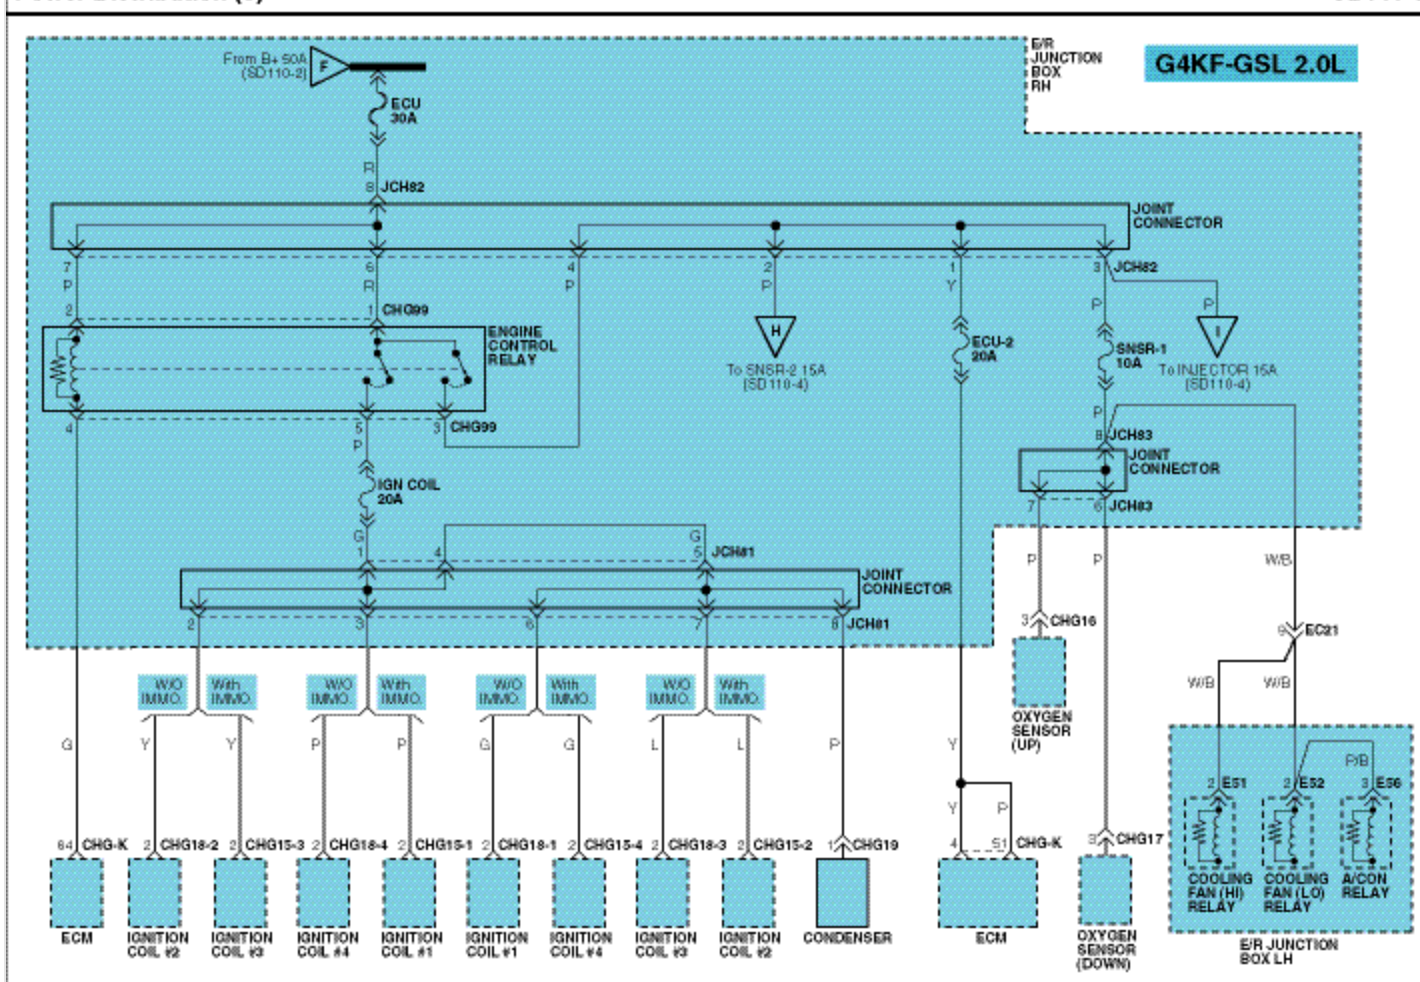 G4KF-GSL 2.0L
E/R
JUNCTION
BOX
RH
From B+ 50A
(SD110-2)
F
ECU
30A
R
8 JCH82
JOINT
CONNECTOR
7 6 4 2 1 3 JCH82
P R P P Y P P
2 1 CHG99
ENGINE
CONTROL
RELAY
H
To SNSR-2 15A
(SD110-4)
ECU-2
20A
SNSR-1
10A
I
To INJECTOR 15A
(SD110-4)
4 5 3 CHG99
P
P
8 JCH83
JOINT
CONNECTOR
7 6 JCH83
IGN COIL
20A
G G
1 4 5 JCH81
JOINT
CONNECTOR
2 3 6 7 8 JCH81
P P W/B
3 CHG16
9 EC21
W/B W/B
OXYGEN
SENSOR
(UP)
W/O
IMMO.
With
IMMO.
W/O
IMMO.
With
IMMO.
W/O
IMMO.
With
IMMO.
W/O
IMMO.
With
IMMO.
G Y Y P P G G L L P Y
P/B
2 E51 2 E52 3 E56
Y P
64 CHG-K 2 CHG18-2 2 CHG15-3 2 CHG18-4 2 CHG15-1 2 CHG18-1 2 CHG15-4 2 CHG18-3 2 CHG15-2 1 CHG19 4 51 CHG-K 3 CHG17
COOLING
FAN (HI)
RELAY
COOLING
FAN (LO)
RELAY
A/CON
RELAY
ECM
IGNITION
COIL #2
IGNITION
COIL #3
IGNITION
COIL #4
IGNITION
COIL #1
IGNITION
COIL #1
IGNITION
COIL #4
IGNITION
COIL #3
IGNITION
COIL #2
CONDENSER
ECM
OXYGEN
SENSOR
(DOWN)
E/R JUNCTION
BOX LH